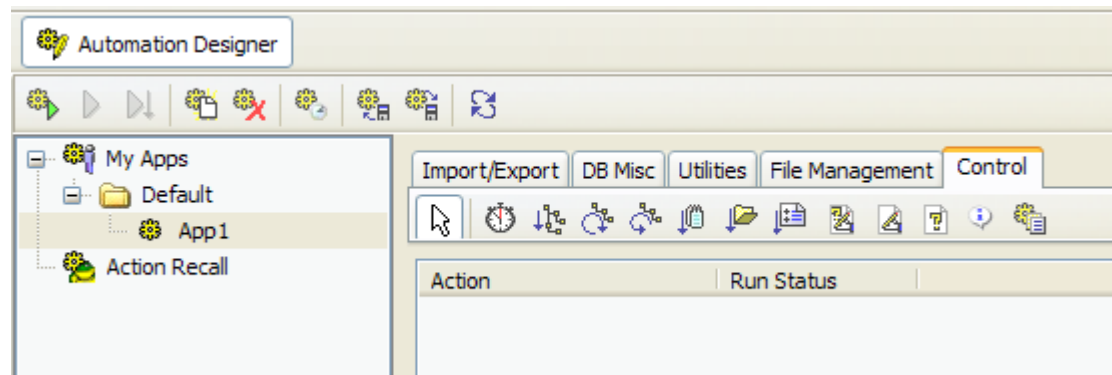 Automation Designer
My Apps
Default
App1
Action Recall
Import/Export DB Misc Utilities File Management Control
Action Run Status